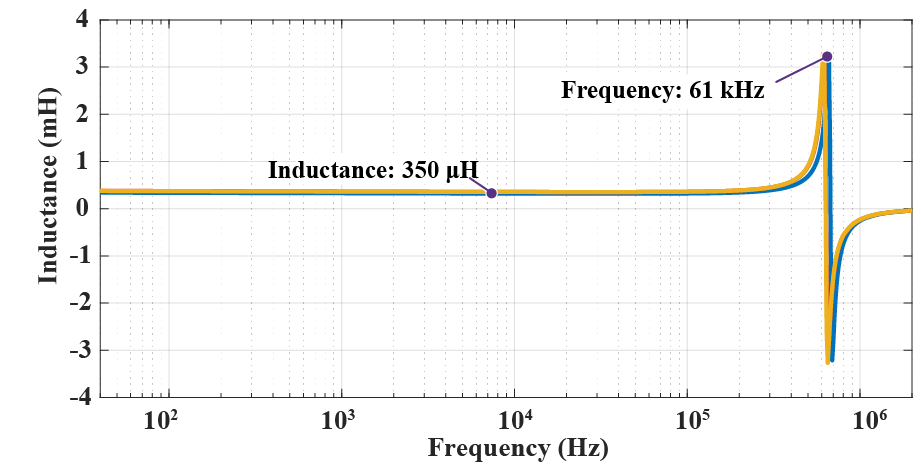 4
3
2
1
0
-1
-2
-3
-4
Inductance (mH)
Frequency: 61 kHz
Inductance: 350 µH
10² 10³ 10⁴ 10⁵ 10⁶
Frequency (Hz)